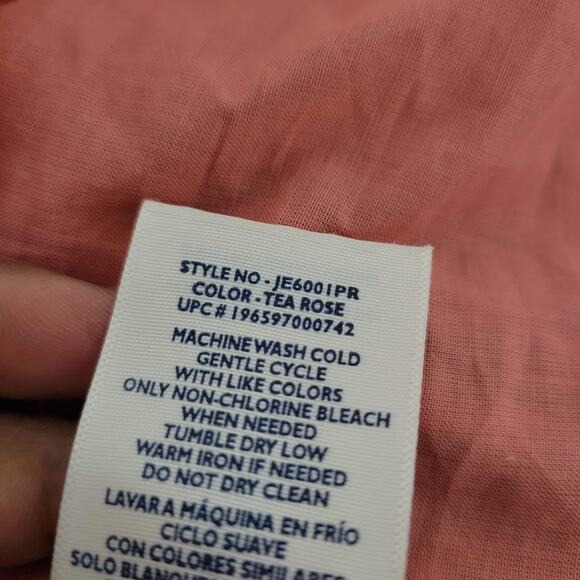 STYLE NO - JE6001PR
COLOR - TEA ROSE
UPC # 196597000742
MACHINE WASH COLD
GENTLE CYCLE
WITH LIKE COLORS
ONLY NON-CHLORINE BLEACH
WHEN NEEDED
TUMBLE DRY LOW
WARM IRON IF NEEDED
DO NOT DRY CLEAN
LAVAR A MÁQUINA EN FRÍO
CICLO SUAVE
CON COLORES SIMILARES
SOLO